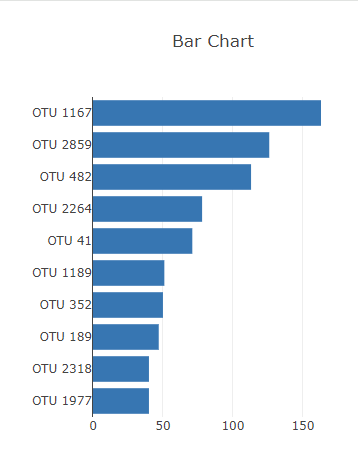 Bar Chart
OTU 1167
OTU 2859
OTU 482
OTU 2264
OTU 41
OTU 1189
OTU 352
OTU 189
OTU 2318
OTU 1977
0 50 100 150